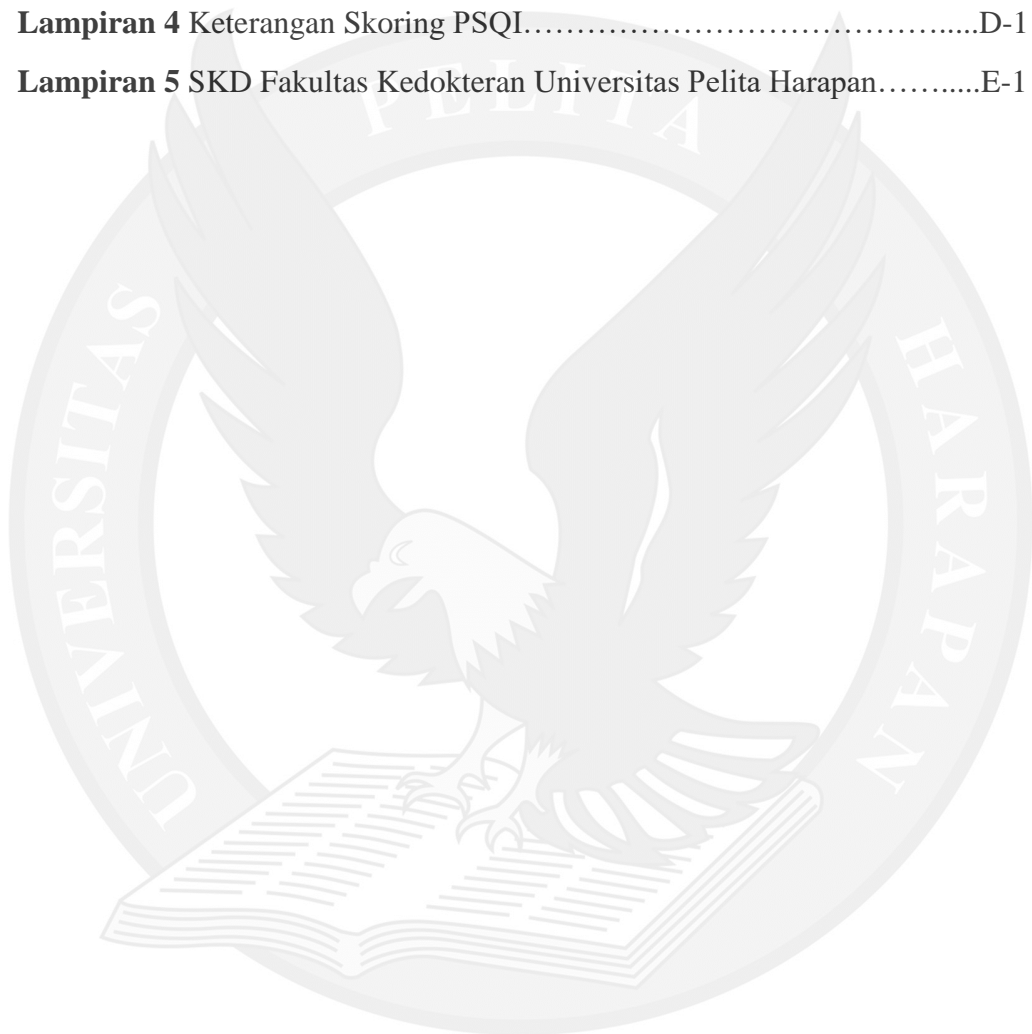 Lampiran 4 Keterangan Skoring PSQI…………………………………….....D-1
Lampiran 5 SKD Fakultas Kedokteran Universitas Pelita Harapan…….....E-1
UNIVERSITAS PELITA HARAPAN